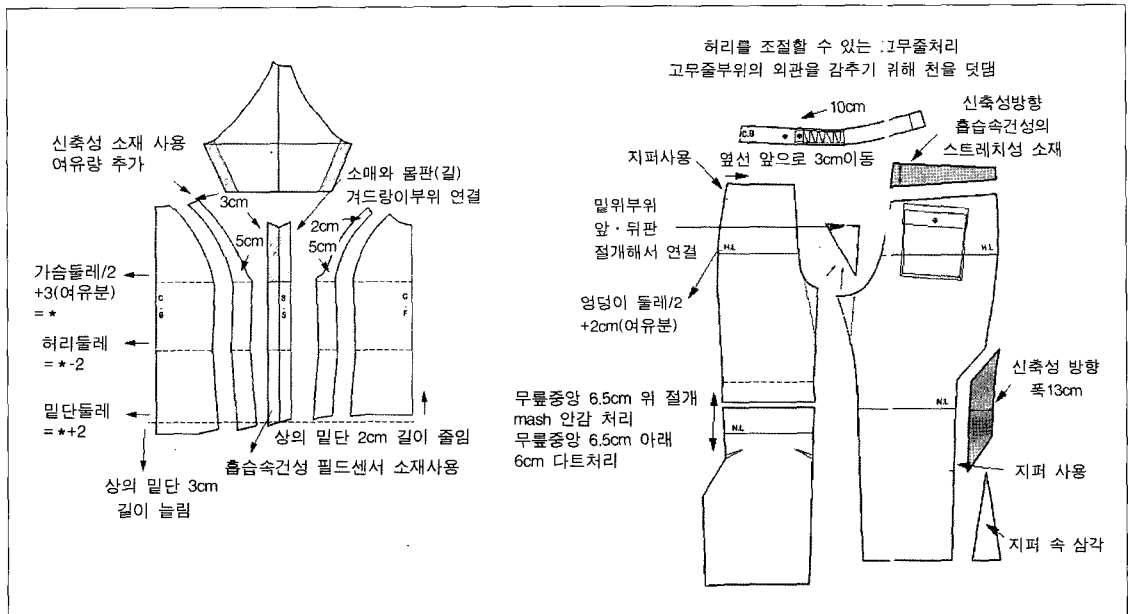 신축성 소재 사용
여유량 추가
3cm
소매와 몸판(길)
겨드랑이부위 연결
2cm
5cm
5cm
가슴둘레/2
+3(여유분)
=*
허리둘레
=*-2
밑단둘레
=*+2
상의 밑단 2cm 길이 줄임
흡습속건성 필드센서 소재사용
상의 밑단 3cm
길이 늘림
허리를 조절할 수 있는 고무줄처리
고무줄부위의 외관을 감추기 위해 천을 덧댐
10cm
C.B
신축성방향
흡습속건성의
스트레치성 소재
지퍼사용
옆선 앞으로 3cm이동
밑위부위
앞·뒤판
절개해서 연결
H.L
H.L
엉덩이 둘레/2
+2cm(여유분)
신축성 방향
폭13cm
무릎중앙 6.5cm 위 절개
mash 안감 처리
무릎중앙 6.5cm 아래
6cm 다트처리
N.L
N.L
지퍼 사용
지퍼 속 삼각